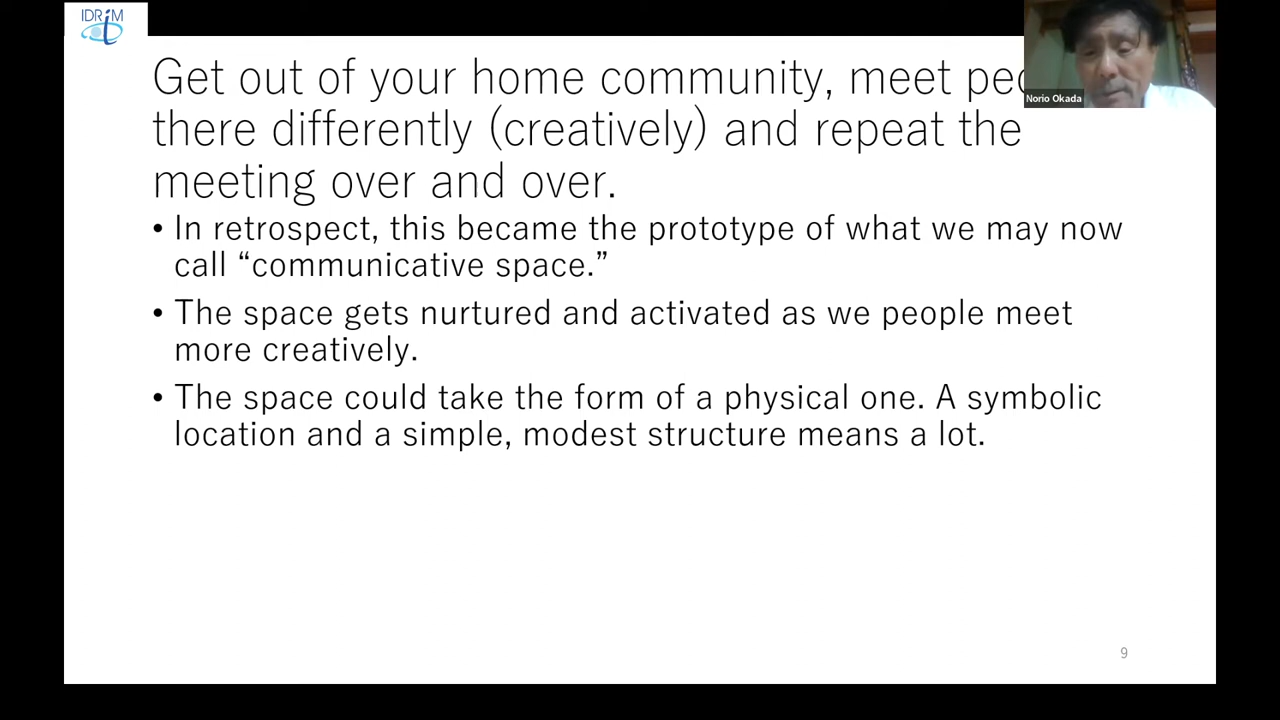 IDRiM
Get out of your home community, meet
there differently (creatively) and repeat the
meeting over and over.
Norio Okada
• In retrospect, this became the prototype of what we may now
call “communicative space.”
• The space gets nurtured and activated as we people meet
more creatively.
• The space could take the form of a physical one. A symbolic
location and a simple, modest structure means a lot.
9